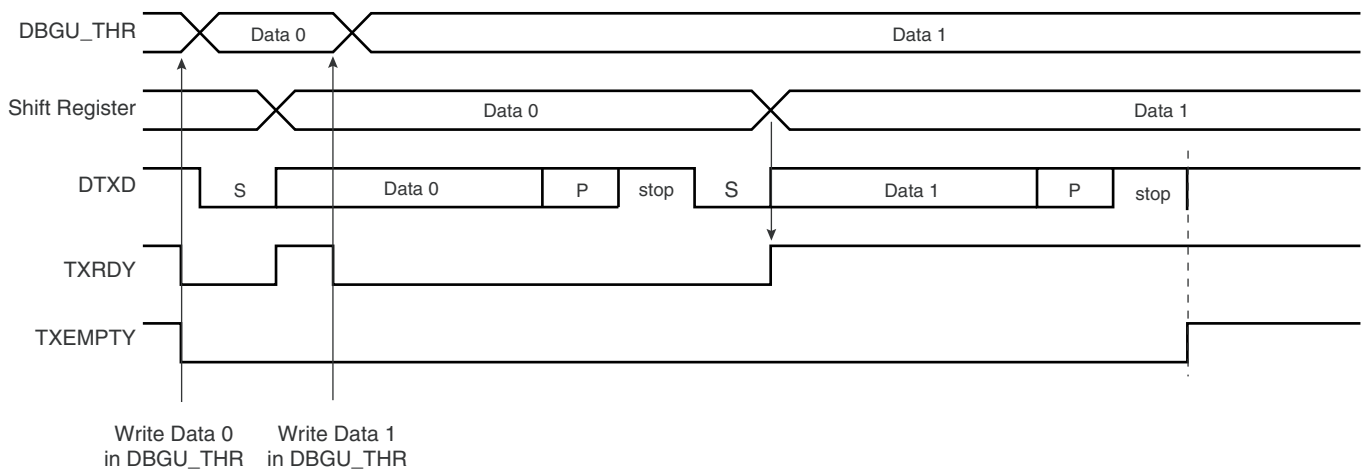 DBGU_THR
Data 0
Data 1
Shift Register
Data 0
Data 1
DTXD
S
Data 0
P
stop
S
Data 1
P
stop
TXRDY
TXEMPTY
Write Data 0
in DBGU_THR
Write Data 1
in DBGU_THR